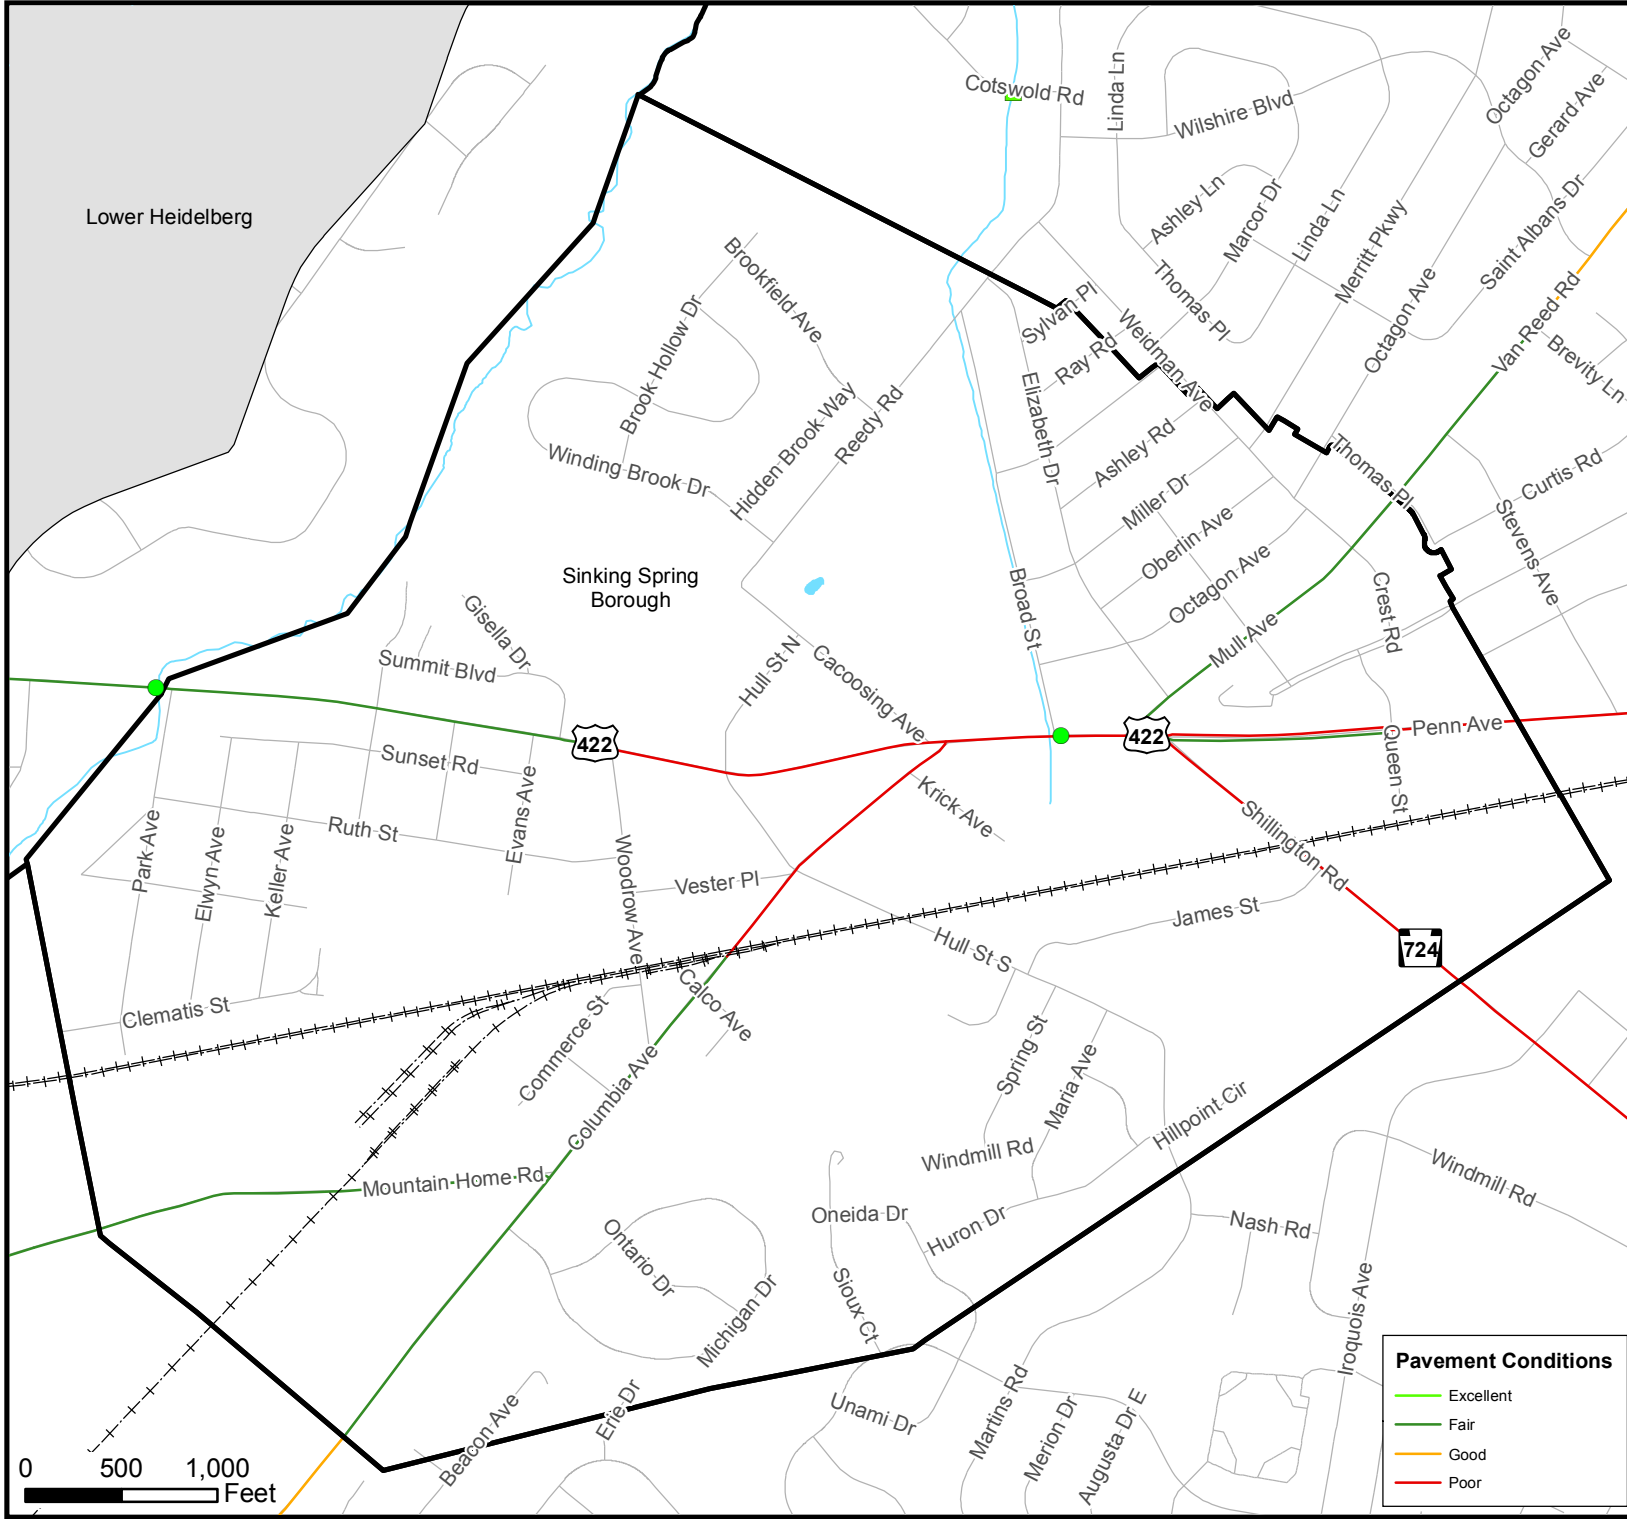 Cotswold Rd
Linda Ln
Wilshire Blvd
Octagon Ave
Gerard Ave
Lower Heidelberg
Ashley Ln
Marcor Dr
Linda Ln
Merritt Pkwy
Saint Albans Dr
Brookfield Ave
Thomas Pl
Sylvan Pl
Weidman Ave
Octagon Ave
Van Reed Rd
Brook Hollow Dr
Ray Rd
Brevity Ln
Elizabeth Dr
Hidden Brook Way
Reedy Rd
Winding Brook Dr
Ashley Rd
Thomas Pl
Curtis Rd
Miller Dr
Stevens Ave
Oberlin Ave
Sinking Spring
Borough
Octagon Ave
Broad St
Crest Rd
Gisella Dr
Summit Blvd
Mull Ave
Hull St N
Cacoosing Ave
422
422
Penn Ave
Queen St
Sunset Rd
Evans Ave
Krick Ave
Ruth St
Shillington Rd
Park Ave
Elwyn Ave
Keller Ave
Woodrow Ave
Vester Pl
James St
Hull St S
724
Clematis St
Calco Ave
Commerce St
Spring St
Maria Ave
Columbia Ave
Hillpoint Cir
Windmill Rd
Mountain Home Rd
Windmill Rd
Oneida Dr
Huron Dr
Nash Rd
Ontario Dr
Sioux Ct
Michigan Dr
Iroquois Ave
Beacon Ave
Erie Dr
Unami Dr
Martins Rd
Merion Dr
Augusta Dr E
0 500 1,000
Feet
Pavement Conditions
Excellent
Fair
Good
Poor